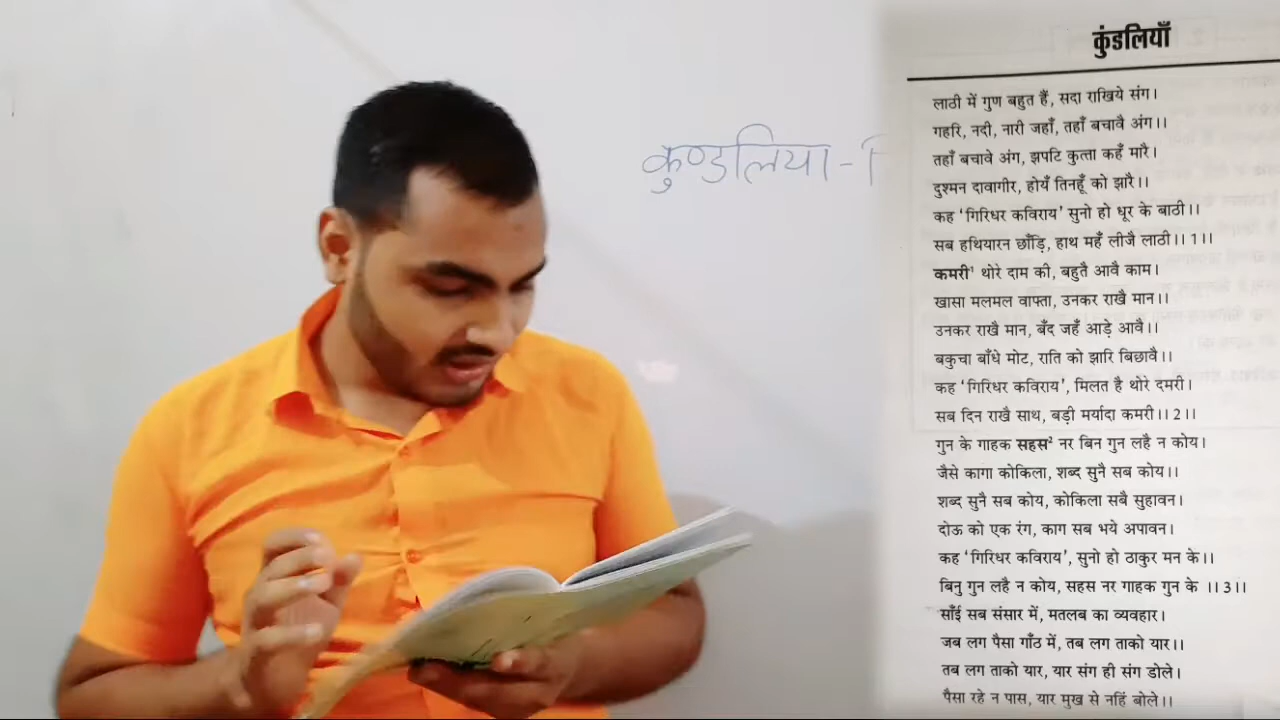 कुण्डलिया -
कुंडलियाँ
लाठी में गुण बहुत हैं, सदा राखिये संग।
गहरि, नदी, नारी जहाँ, तहाँ बचावै अंग।।
तहाँ बचावे अंग, झपटि कुत्ता कहँ मारै।
दुश्मन दावागीर, होयँ तिनहूँ को झारै।।
कह ‘गिरिधर कविराय’ सुनो हो धूर के बाठी।।
सब हथियारन छाँड़ि, हाथ महँ लीजै लाठी।। 1।।
कमरी¹ थोरे दाम की, बहुतै आवै काम।
खासा मलमल वाफ्ता, उनकर राखै मान।।
उनकर राखै मान, बँद जहँ आड़े आवै।।
बकुचा बाँधे मोट, राति को झारि बिछावै।।
कह ‘गिरिधर कविराय’, मिलत है थोरे दमरी।
सब दिन राखै साथ, बड़ी मर्यादा कमरी।। 2।।
गुन के गाहक सहस² नर बिन गुन लहै न कोय।
जैसे कागा कोकिला, शब्द सुनै सब कोय।।
शब्द सुनै सब कोय, कोकिला सबै सुहावन।
दोऊ को एक रंग, काग सब भये अपावन।
कह ‘गिरिधर कविराय’, सुनो हो ठाकुर मन के।।
बिनु गुन लहै न कोय, सहस नर गाहक गुन के ।।3।।
साँई सब संसार में, मतलब का व्यवहार।
जब लग पैसा गाँठ में, तब लग ताको यार।।
तब लग ताको यार, यार संग ही संग डोले।
पैसा रहे न पास, यार मुख से नहिं बोले।।